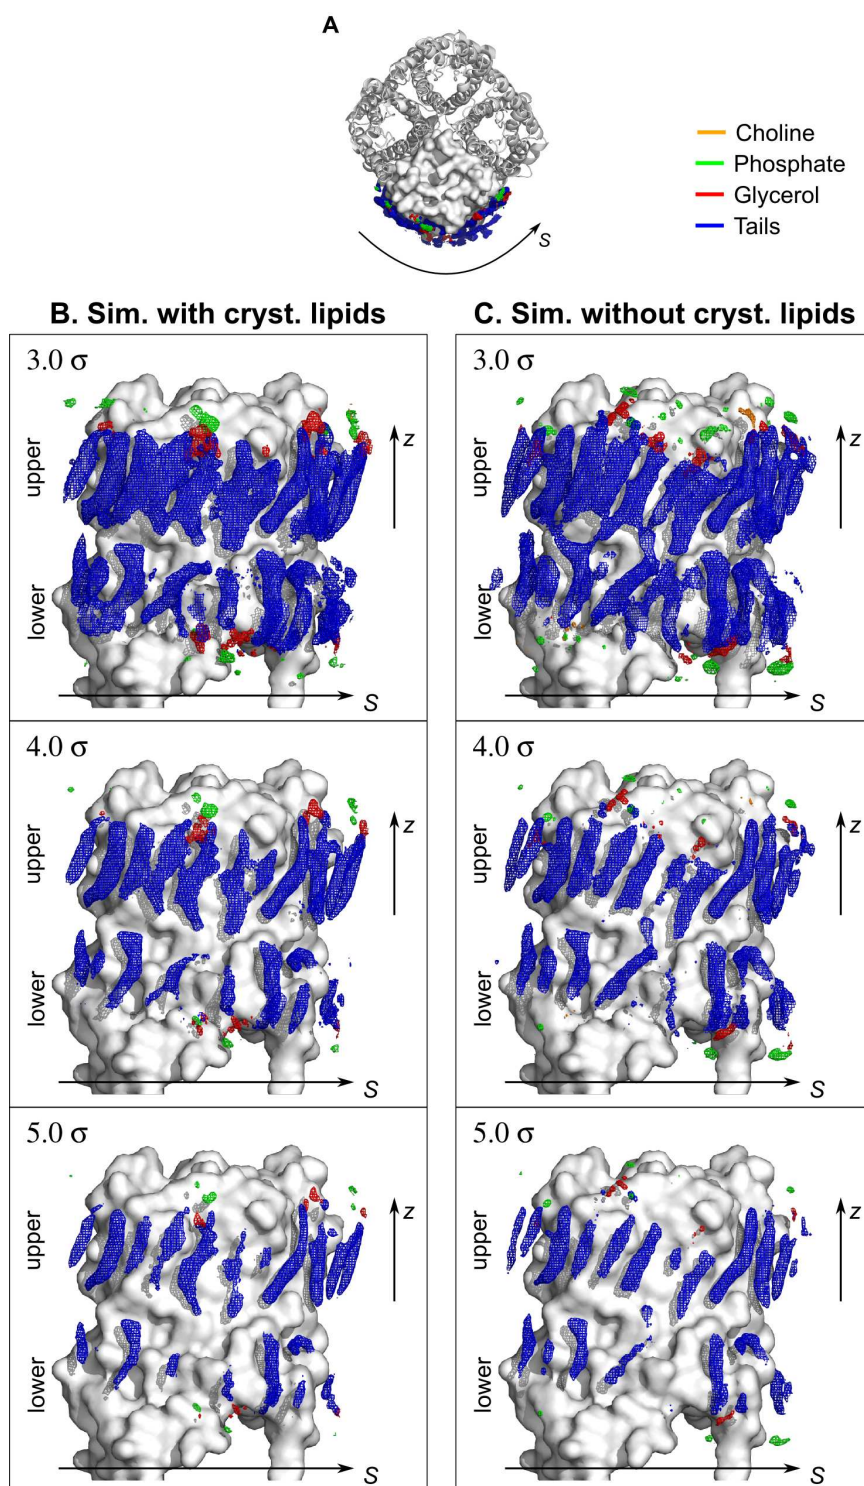 A
Choline
Phosphate
Glycerol
Tails
S
B. Sim. with cryst. lipids
C. Sim. without cryst. lipids
3.0 σ
upper
lower
z
S
3.0 σ
upper
lower
z
S
4.0 σ
upper
lower
z
S
4.0 σ
upper
lower
z
S
5.0 σ
upper
lower
z
S
5.0 σ
upper
lower
z
S